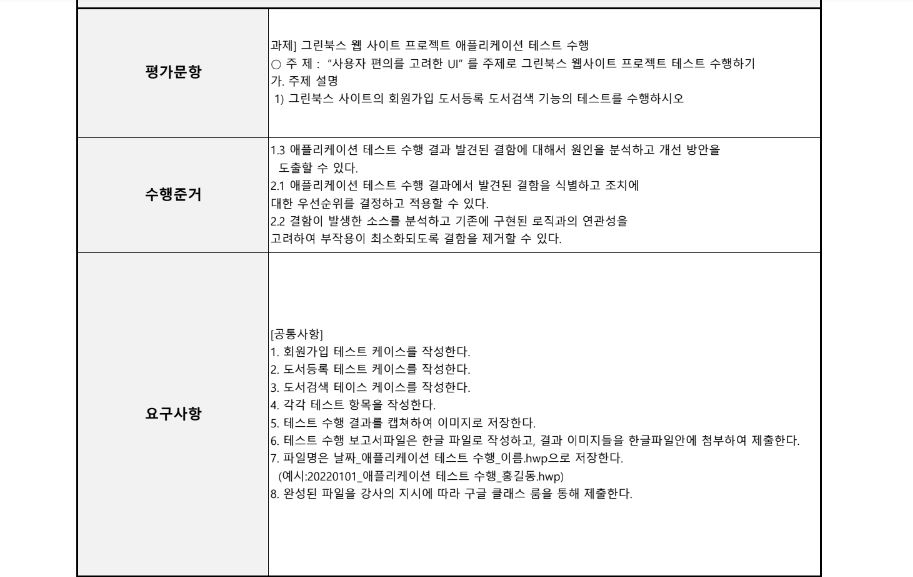 평가문항
과제] 그린북스 웹 사이트 프로젝트 애플리케이션 테스트 수행
○ 주 제 : “사용자 편의를 고려한 UI” 를 주제로 그린북스 웹사이트 프로젝트 테스트 수행하기
가. 주제 설명
1) 그린북스 사이트의 회원가입 도서등록 도서검색 기능의 테스트를 수행하시오
수행준거
1.3 애플리케이션 테스트 수행 결과 발견된 결함에 대해서 원인을 분석하고 개선 방안을
도출할 수 있다.
2.1 애플리케이션 테스트 수행 결과에서 발견된 결함을 식별하고 조치에
대한 우선순위를 결정하고 적용할 수 있다.
2.2 결함이 발생한 소스를 분석하고 기존에 구현된 로직과의 연관성을
고려하여 부작용이 최소화되도록 결함을 제거할 수 있다.
요구사항
[공통사항]
1. 회원가입 테스트 케이스를 작성한다.
2. 도서등록 테스트 케이스를 작성한다.
3. 도서검색 테이스 케이스를 작성한다.
4. 각각 테스트 항목을 작성한다.
5. 테스트 수행 결과를 캡쳐하여 이미지로 저장한다.
6. 테스트 수행 보고서파일은 한글 파일로 작성하고, 결과 이미지들을 한글파일안에 첨부하여 제출한다.
7. 파일명은 날짜_애플리케이션 테스트 수행_이름.hwp으로 저장한다.
(예시:20220101_애플리케이션 테스트 수행_홍길동.hwp)
8. 완성된 파일을 강사의 지시에 따라 구글 클래스 룸을 통해 제출한다.